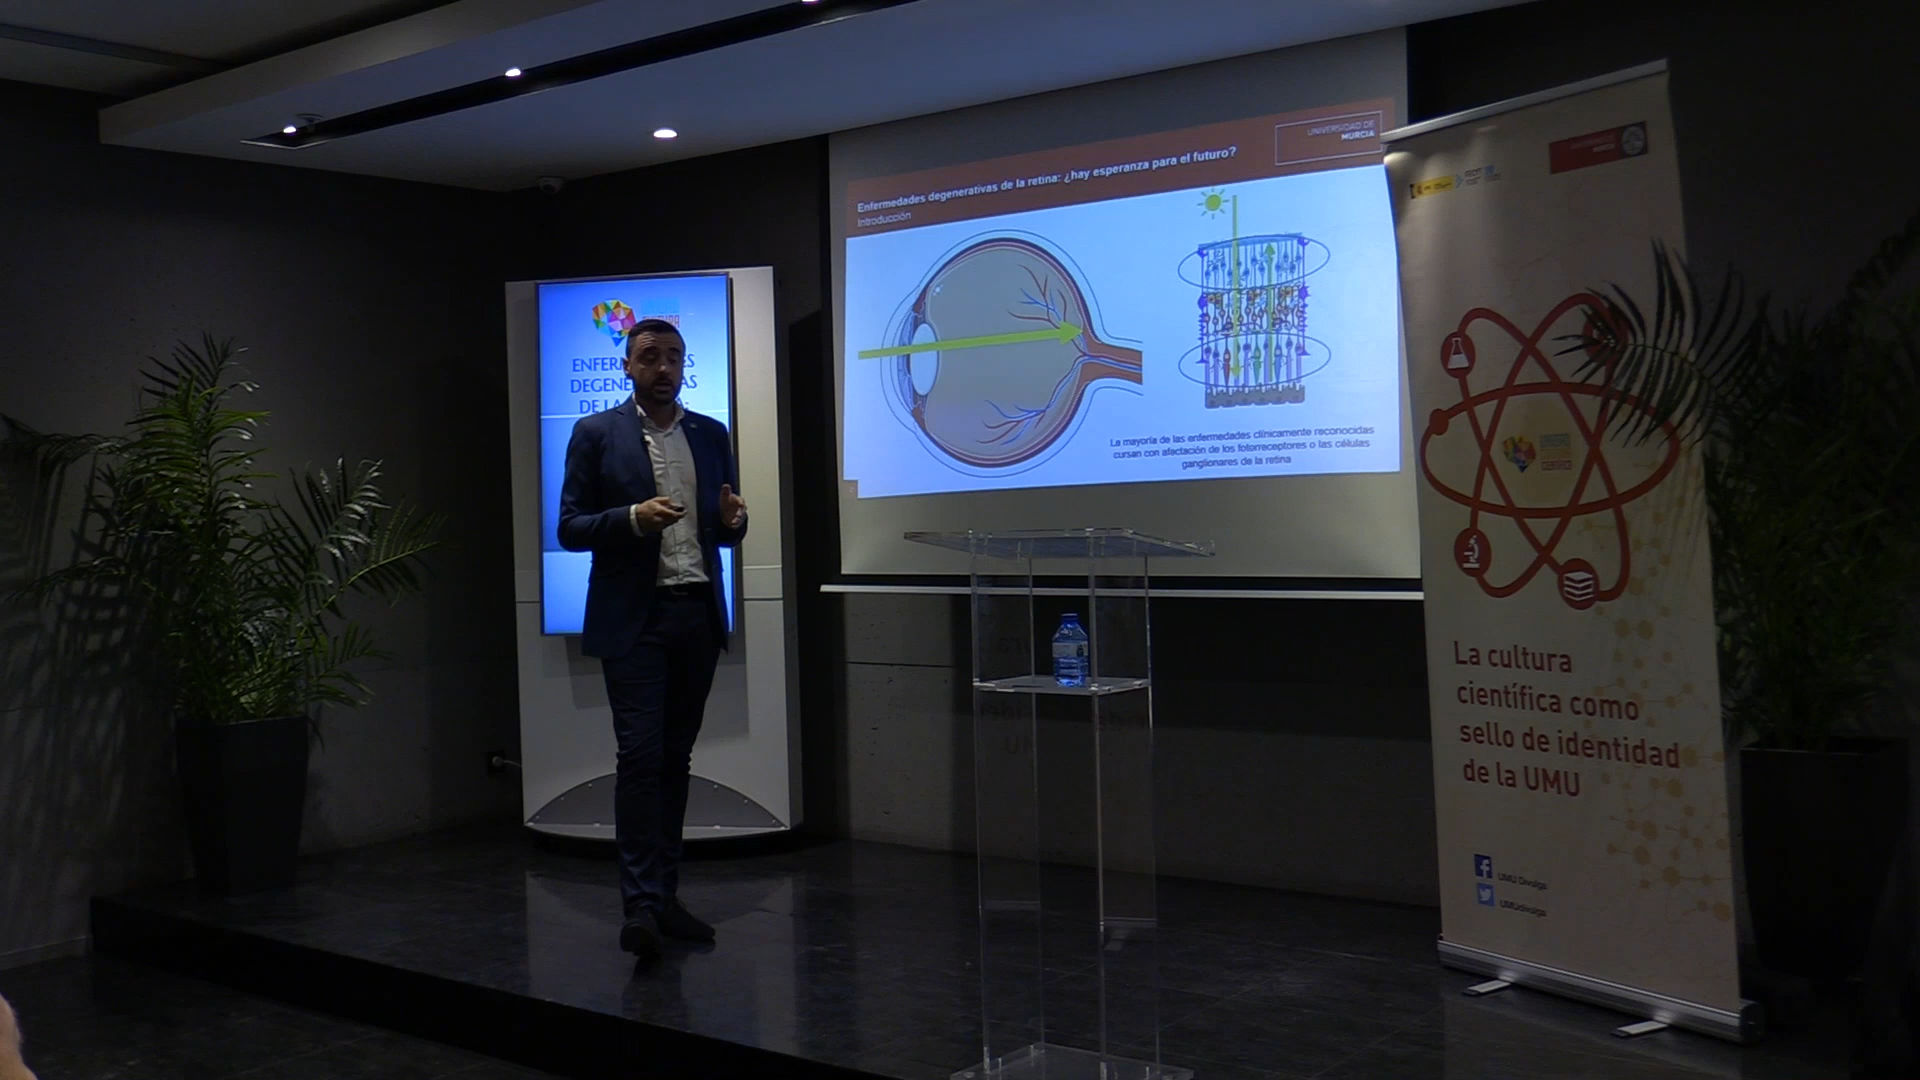 UNIVERSIDAD DE
MURCIA
Enfermedades degenerativas de la retina: ¿hay esperanza para el futuro?
Introducción
La mayoría de las enfermedades clínicamente reconocidas
cursan con afectación de los fotorreceptores o las células
ganglionares de la retina
DE LA
La cultura
científica como
sello de identidad
de la UMU
UMU Divulga
UMUdivulga